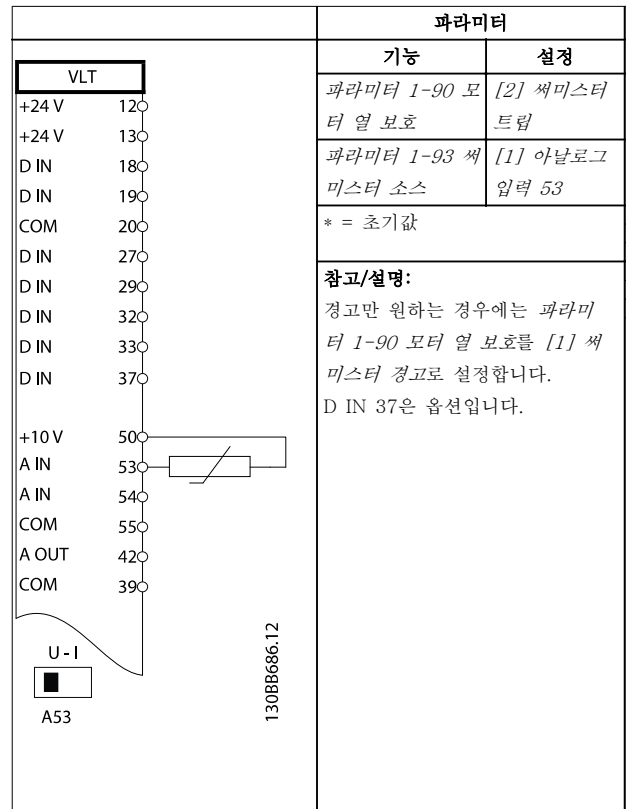 파라미터
기능 설정
파라미터 1-90 모터 열 보호 [2] 써미스터 트립
파라미터 1-93 써미스터 소스 [1] 아날로그 입력 53
* = 초기값
참고/설명:
경고만 원하는 경우에는 파라미
터 1-90 모터 열 보호를 [1] 써
미스터 경고로 설정합니다.
D IN 37은 옵션입니다.
VLT
+24 V 12
+24 V 13
D IN 18
D IN 19
COM 20
D IN 27
D IN 29
D IN 32
D IN 33
D IN 37
+10 V 50
A IN 53
A IN 54
COM 55
A OUT 42
COM 39
U - I
A53
130BB686.12